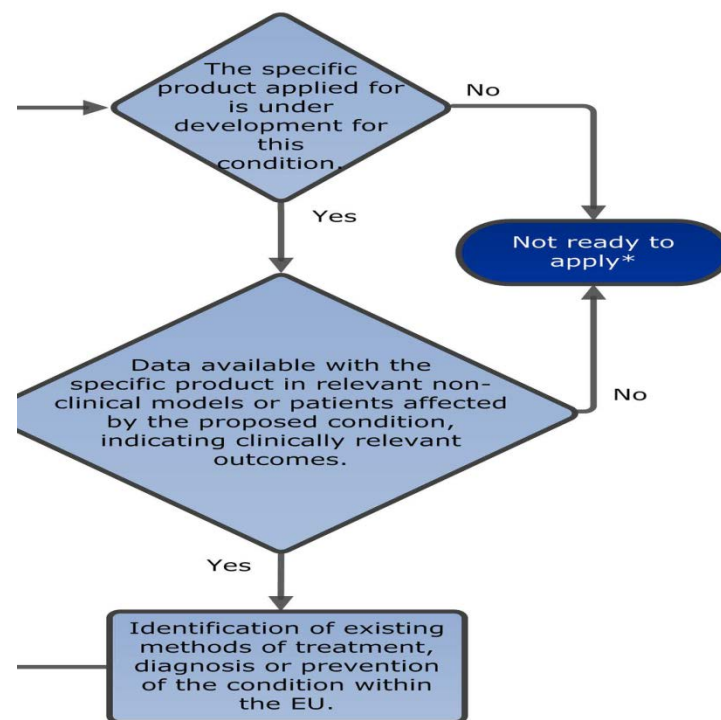 The specific
product applied for
is under
development for
this
condition.
No
Yes
Not ready to
apply*
Data available with the
specific product in relevant non-
clinical models or patients affected
by the proposed condition,
indicating clinically relevant
outcomes.
No
Yes
Identification of existing
methods of treatment,
diagnosis or prevention
of the condition within
the EU.